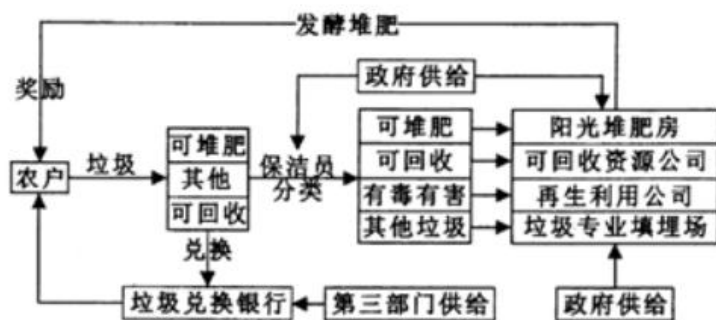 发酵堆肥
政府供给
奖励
农户
垃圾
可堆肥
其他
可回收
保洁员
分类
可堆肥
可回收
有毒有害
其他垃圾
阳光堆肥房
可回收资源公司
再生利用公司
垃圾专业填埋场
兑换
垃圾兑换银行
第三部门供给
政府供给